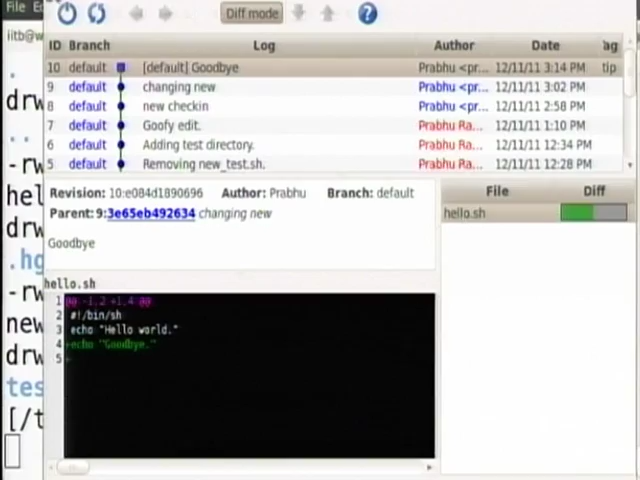 File E
Diff mode
iitb@w
ID Branch Log Author Date ag
10 default [default] Goodbye Prabhu <pr... 12/11/11 3:14 PM tip
9 default changing new Prabhu <pr... 12/11/11 3:02 PM
8 default new checkin Prabhu <pr... 12/11/11 2:58 PM
7 default Goofy edit. Prabhu Ra... 12/11/11 1:10 PM
6 default Adding test directory. Prabhu Ra... 12/11/11 12:34 PM
5 default Removing new_test.sh. Prabhu Ra... 12/11/11 12:28 PM
.
drw
..
-rw
hel
drw
.hg
-rw
new
drw
tes
[/t
Revision: 10:e084d1890696 Author: Prabhu Branch: default
Parent: 9:3e65eb492634 changing new
Goodbye
File Diff
hello.sh
hello.sh
1 @@ -1,2 +1,4 @@
2 #!/bin/sh
3 echo "Hello world."
4 +echo "Goodbye."
5 +